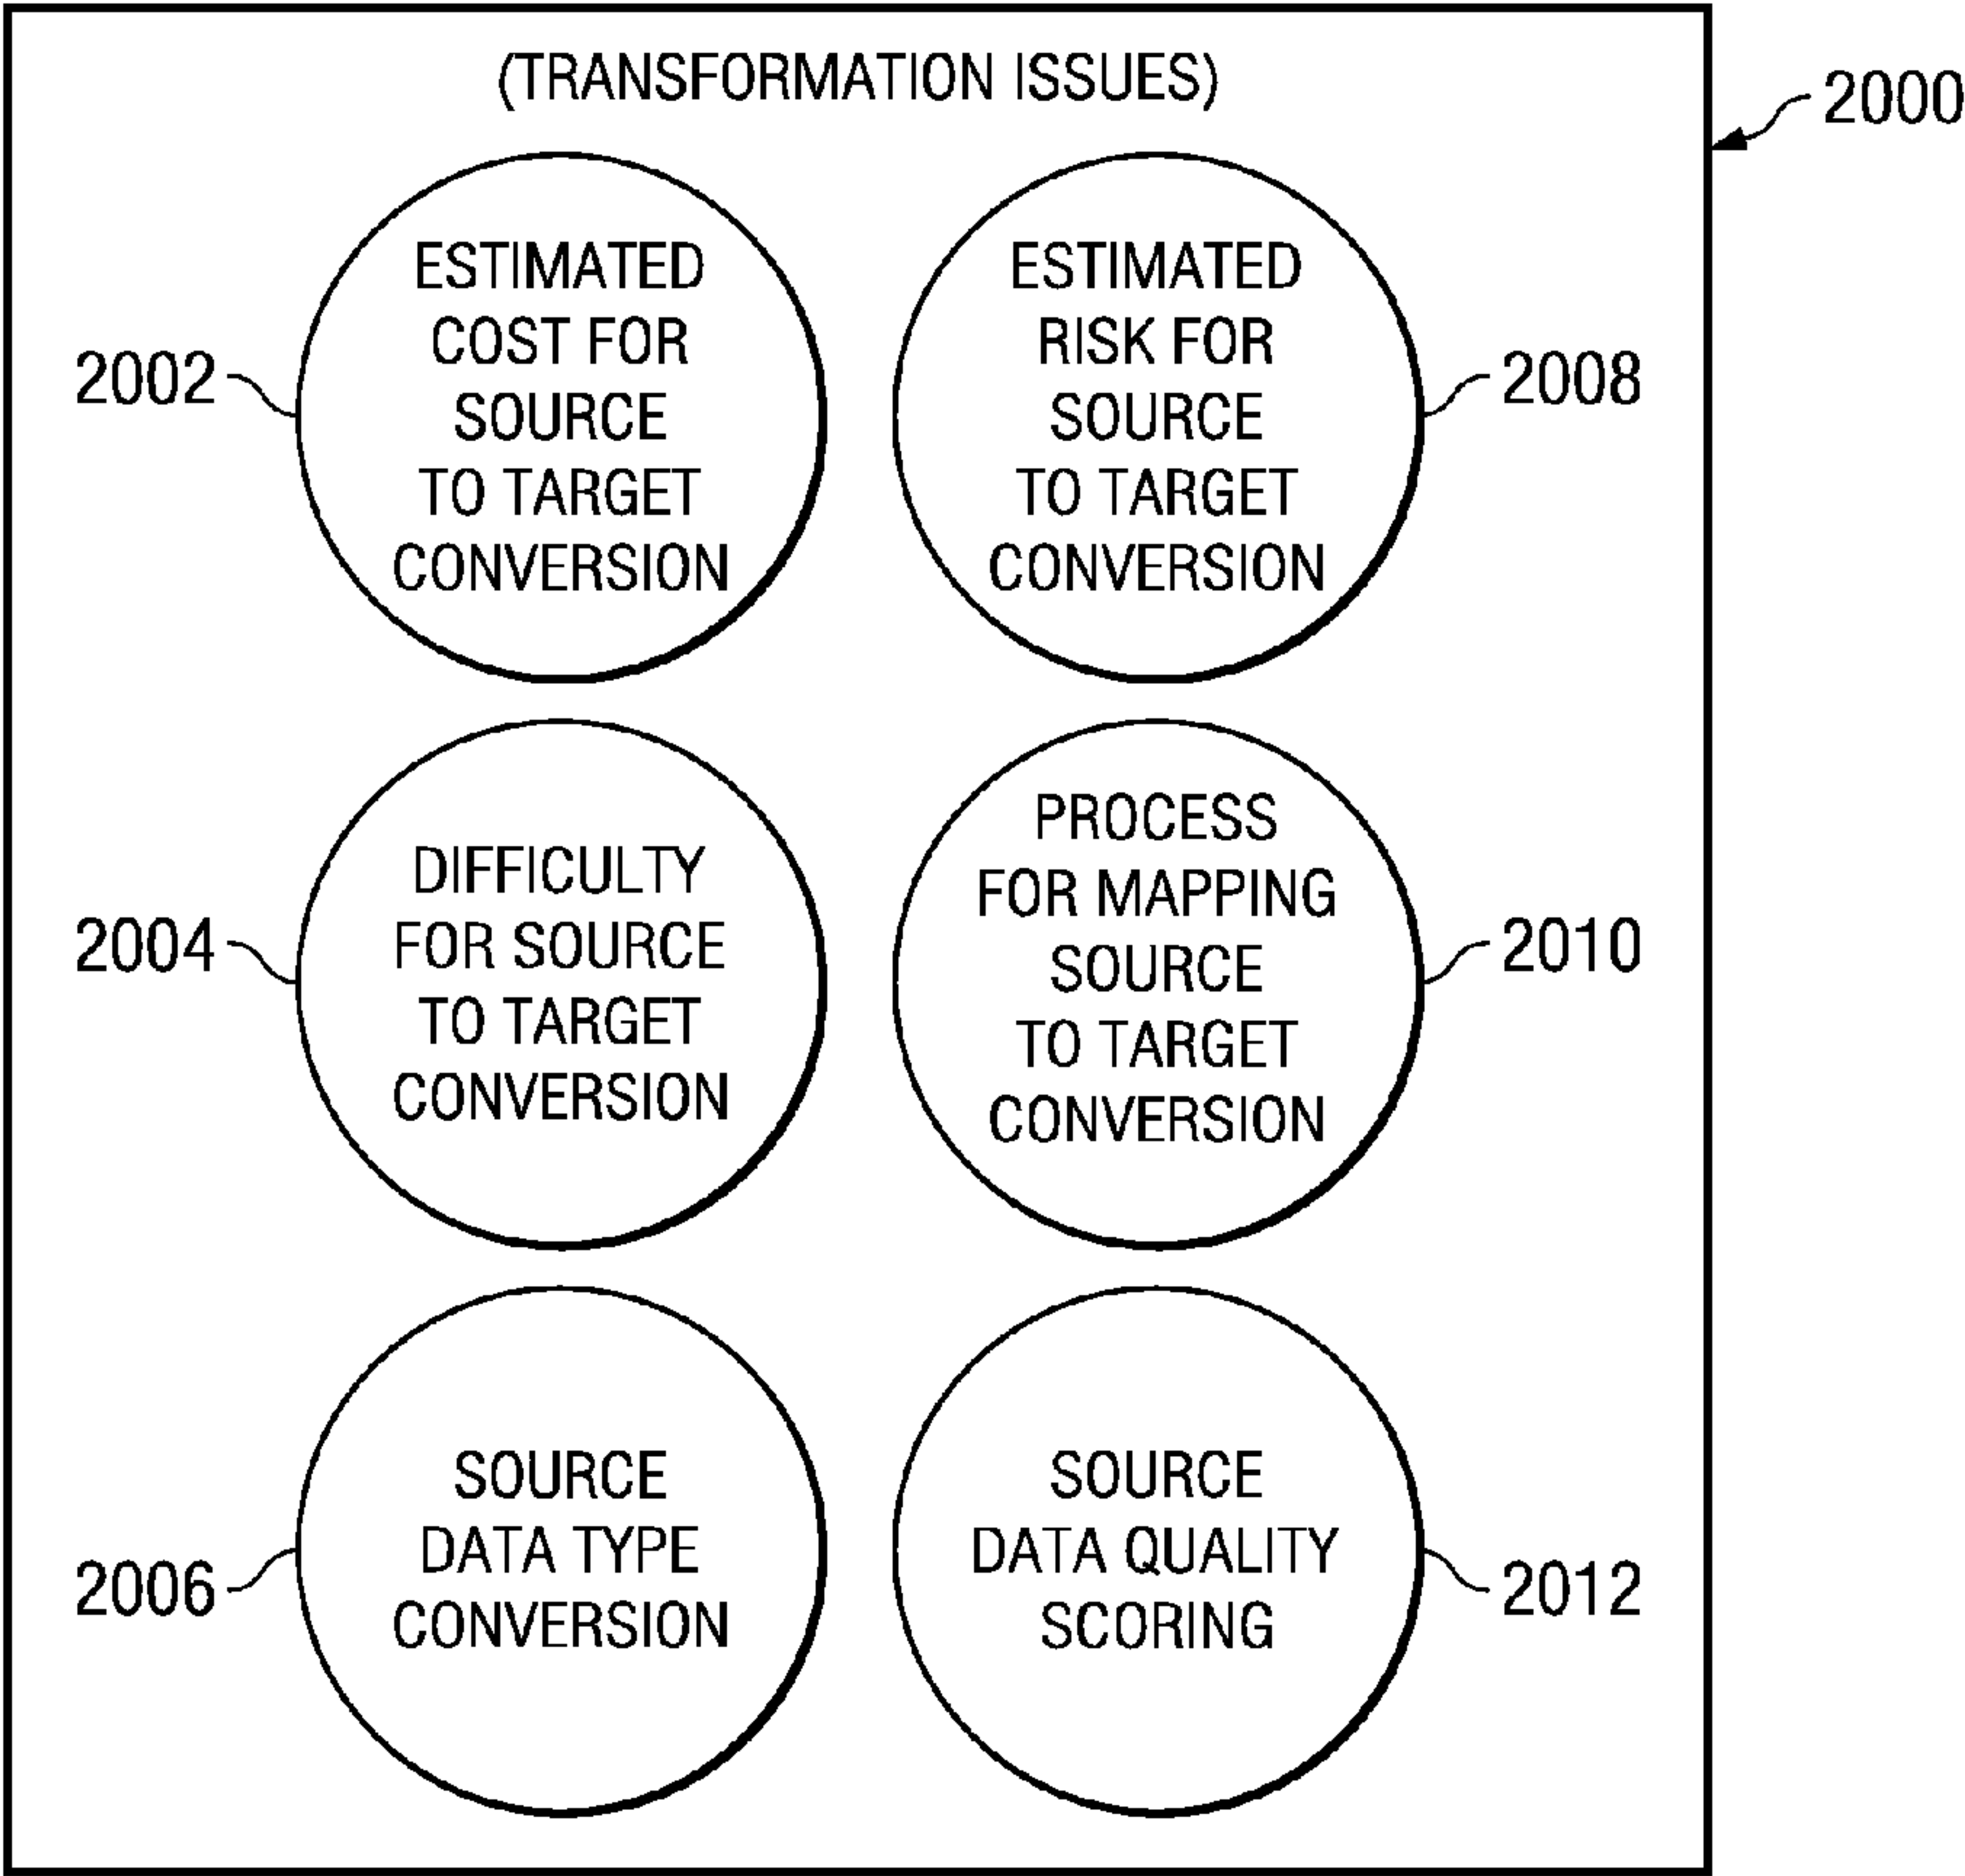 (TRANSFORMATION ISSUES)
2000
ESTIMATED
COST FOR
SOURCE
TO TARGET
CONVERSION
2002
ESTIMATED
RISK FOR
SOURCE
TO TARGET
CONVERSION
2008
DIFFICULTY
FOR SOURCE
TO TARGET
CONVERSION
2004
PROCESS
FOR MAPPING
SOURCE
TO TARGET
CONVERSION
2010
SOURCE
DATA TYPE
CONVERSION
2006
SOURCE
DATA QUALITY
SCORING
2012